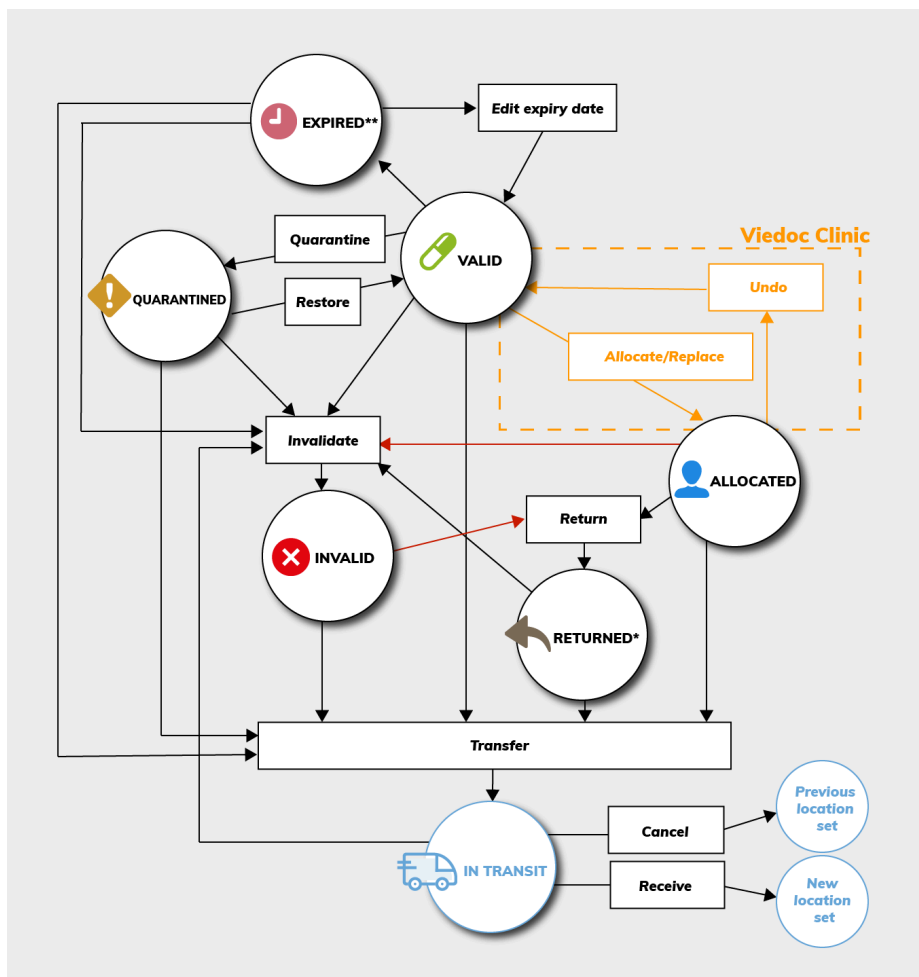 Edit expiry date
EXPIRED**
Viedoc Clinic
Quarantine
VALID
Undo
QUARANTINED
Restore
Allocate/Replace
Invalidate
ALLOCATED
Return
INVALID
RETURNED*
Transfer
Previous
location
set
Cancel
IN TRANSIT
Receive
New
location
set